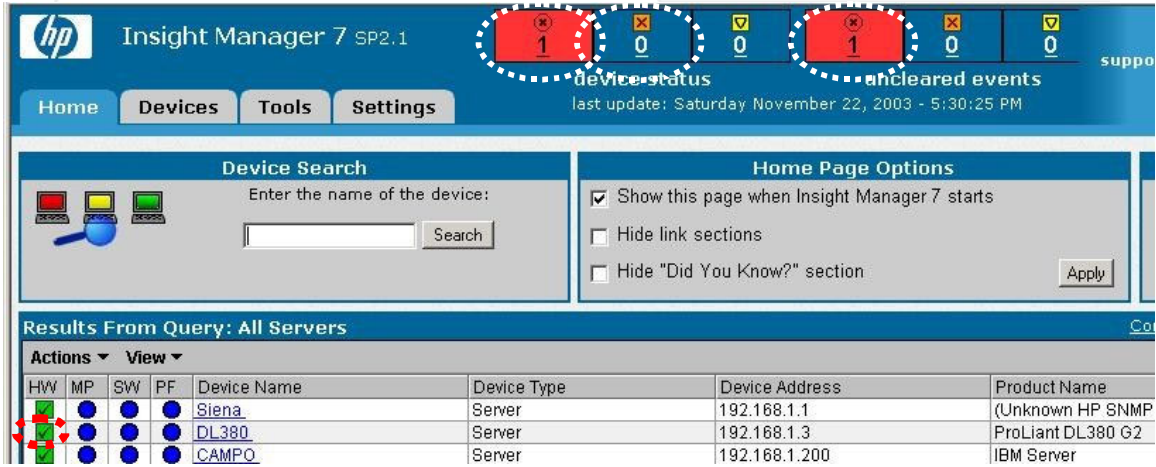 hp Insight Manager 7 SP2.1
1 0 0 1 0 0
suppo
device status uncleared events
last update: Saturday November 22, 2003 - 5:30:25 PM
Home Devices Tools Settings
Device Search
Enter the name of the device:
Search
Home Page Options
Show this page when Insight Manager 7 starts
Hide link sections
Hide "Did You Know?" section
Apply
Results From Query: All Servers
Actions View
HW MP SW PF Device Name Device Type Device Address Product Name
Siena Server 192.168.1.1 (Unknown HP SNMP
DL380 Server 192.168.1.3 ProLiant DL380 G2
CAMPO Server 192.168.1.200 IBM Server